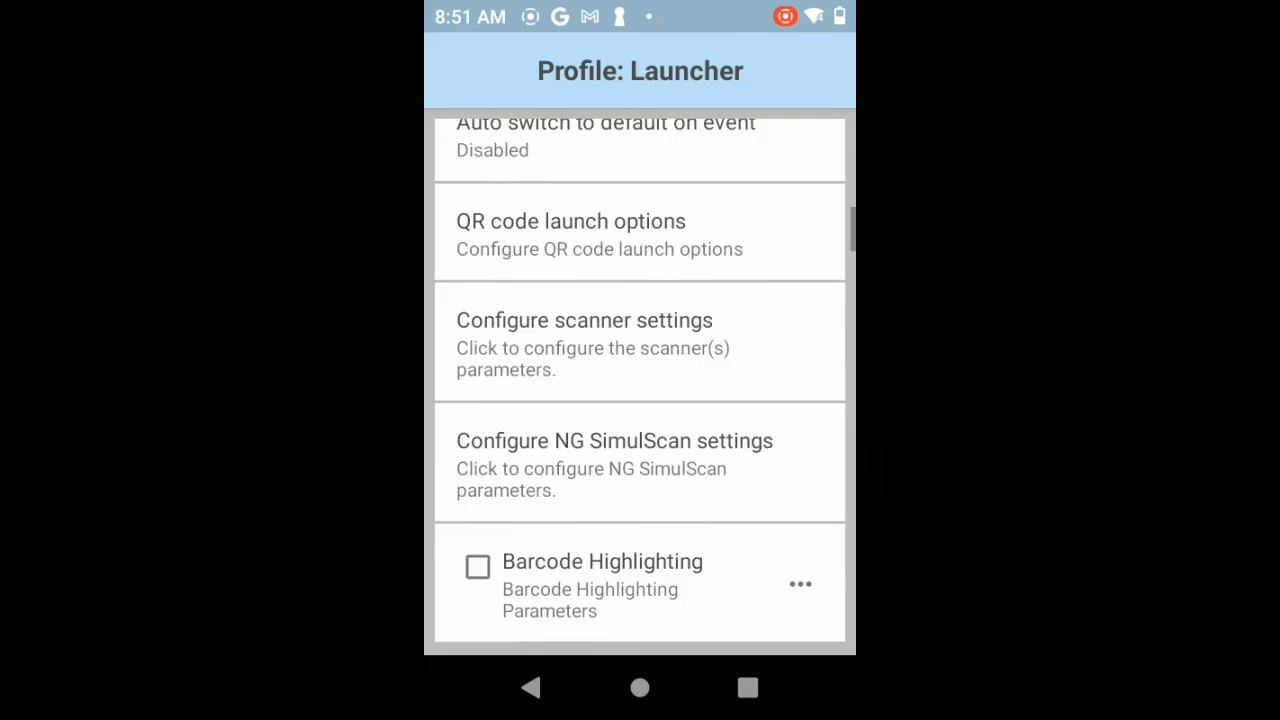 8:51 AM
Profile: Launcher
Auto switch to default on event
Disabled
QR code launch options
Configure QR code launch options
Configure scanner settings
Click to configure the scanner(s)
parameters.
Configure NG SimulScan settings
Click to configure NG SimulScan
parameters.
Barcode Highlighting
Barcode Highlighting
Parameters